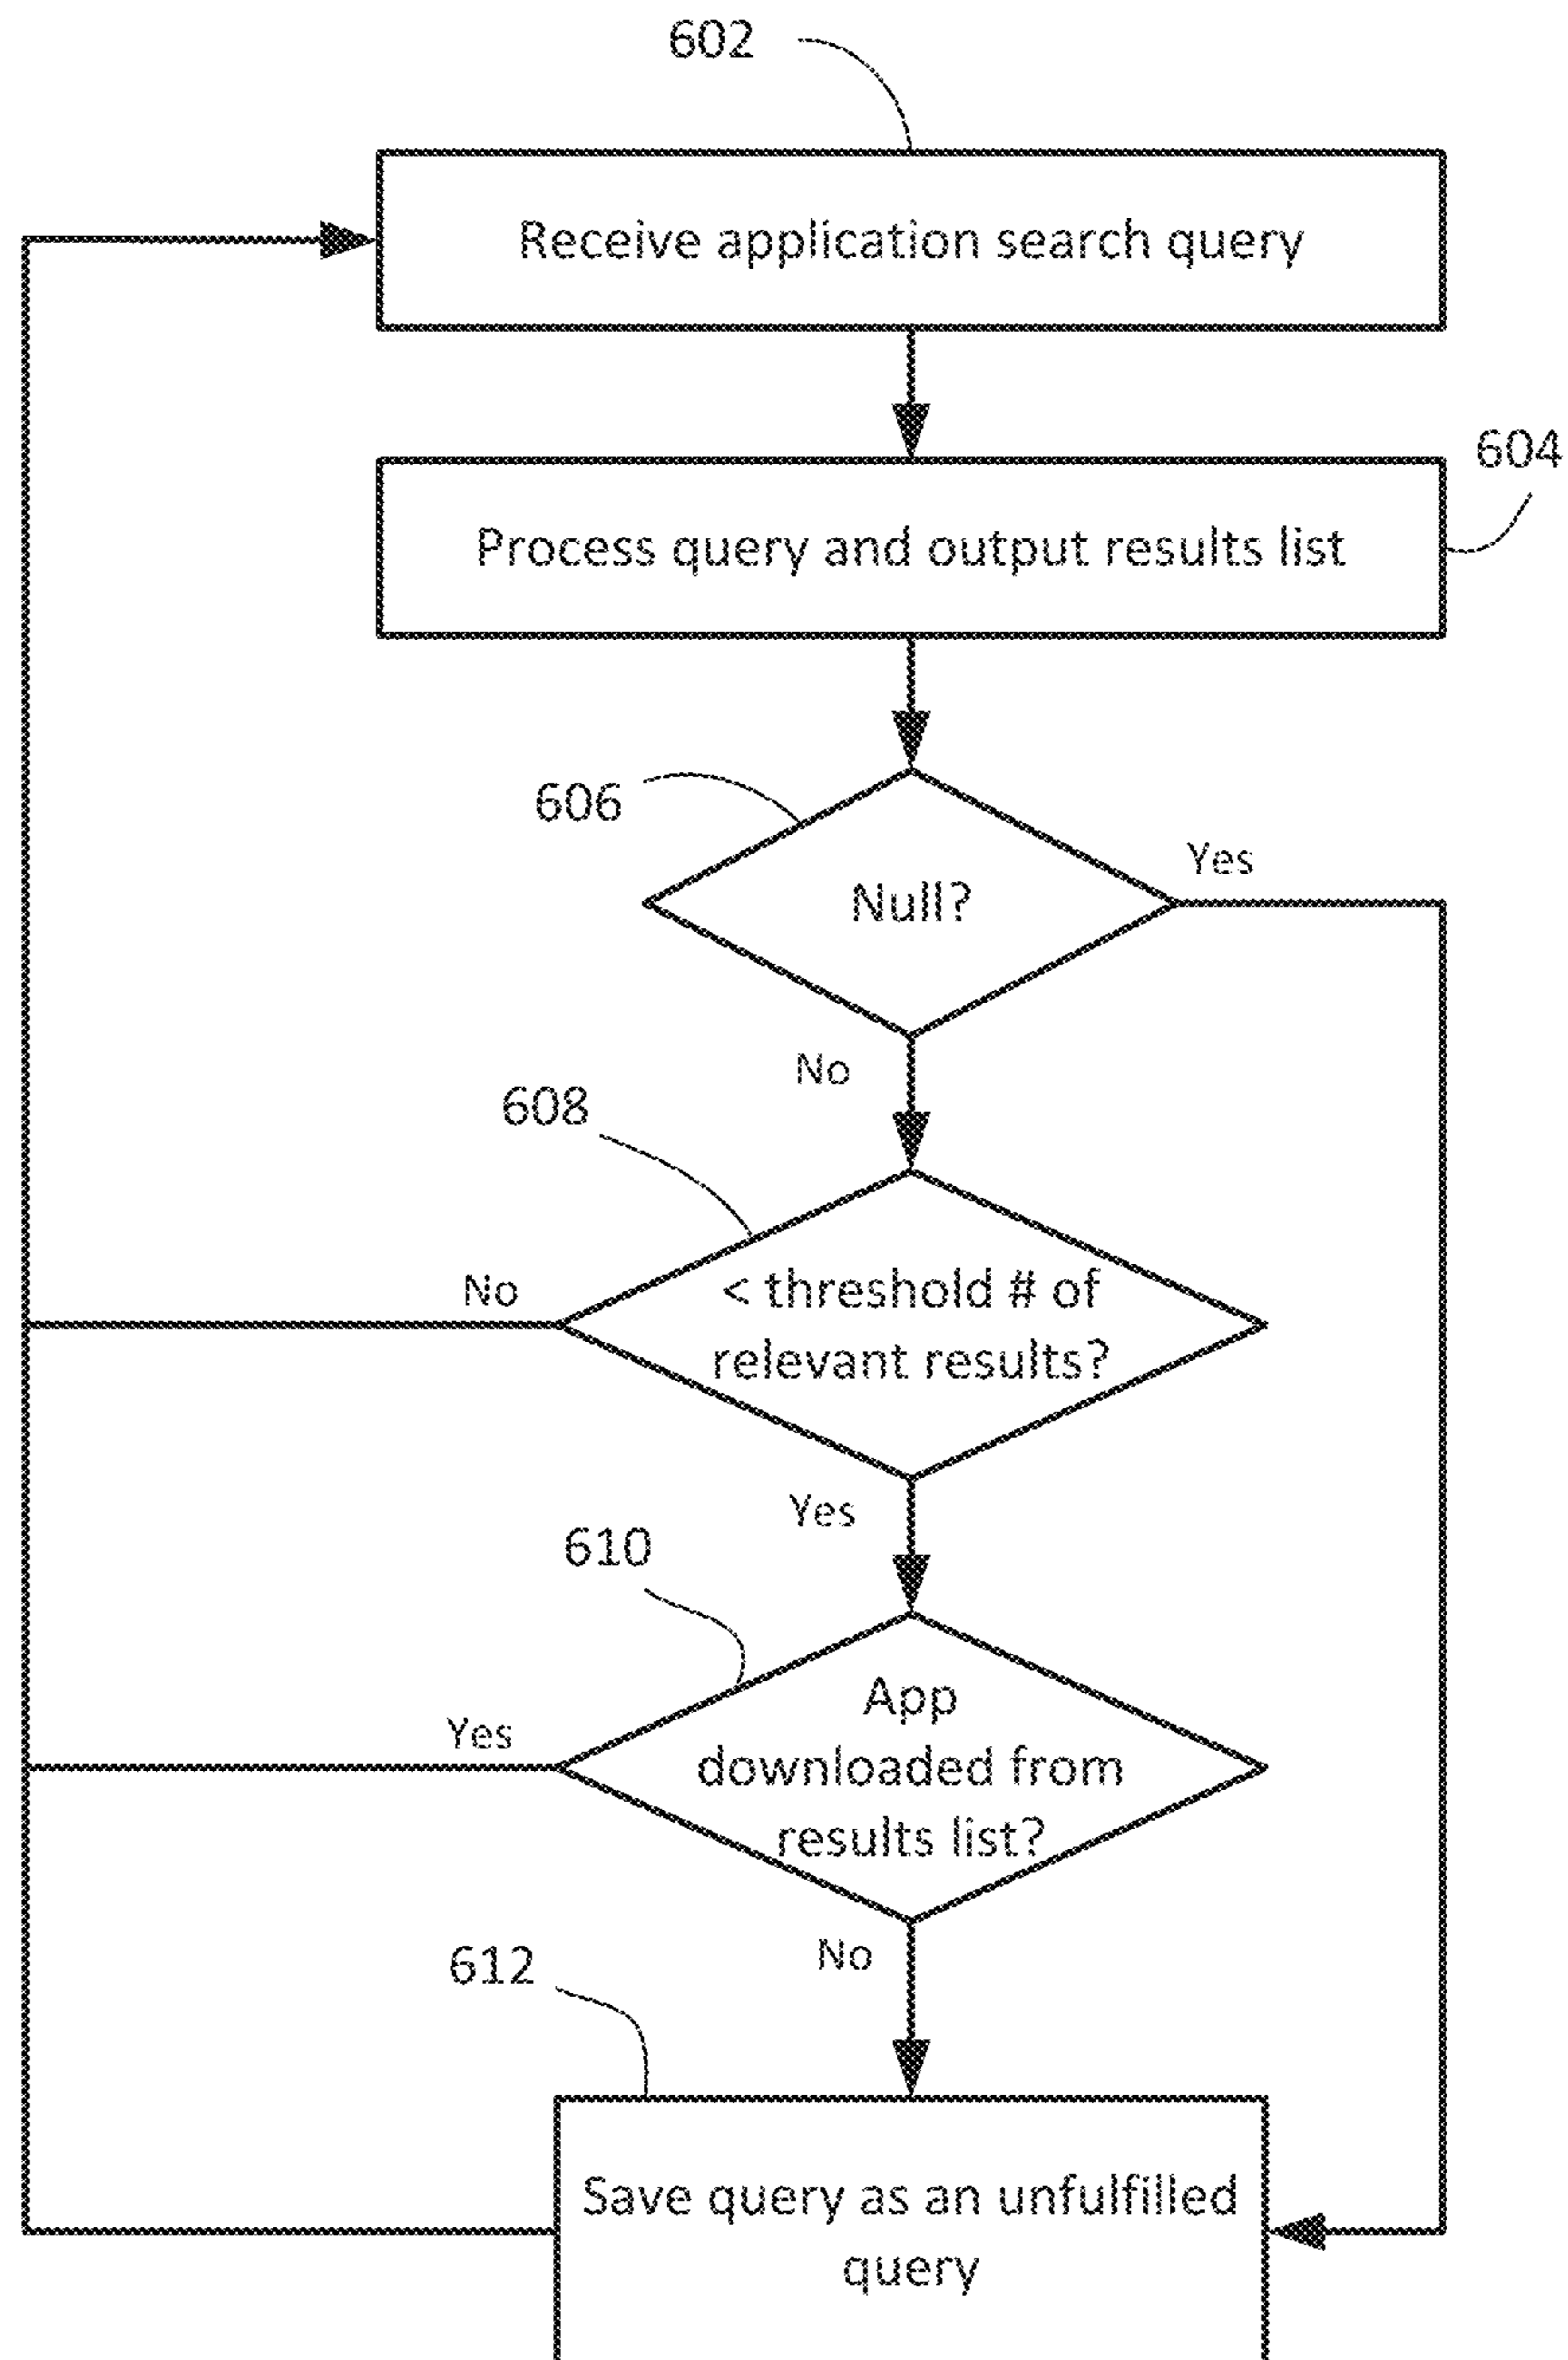 602
Receive application search query
604
Process query and output results list
606
Null?
Yes
No
608
No
< threshold # of
relevant results?
Yes
610
App
Yes
downloaded from
results list?
No
612
Save query as an unfulfilled
query